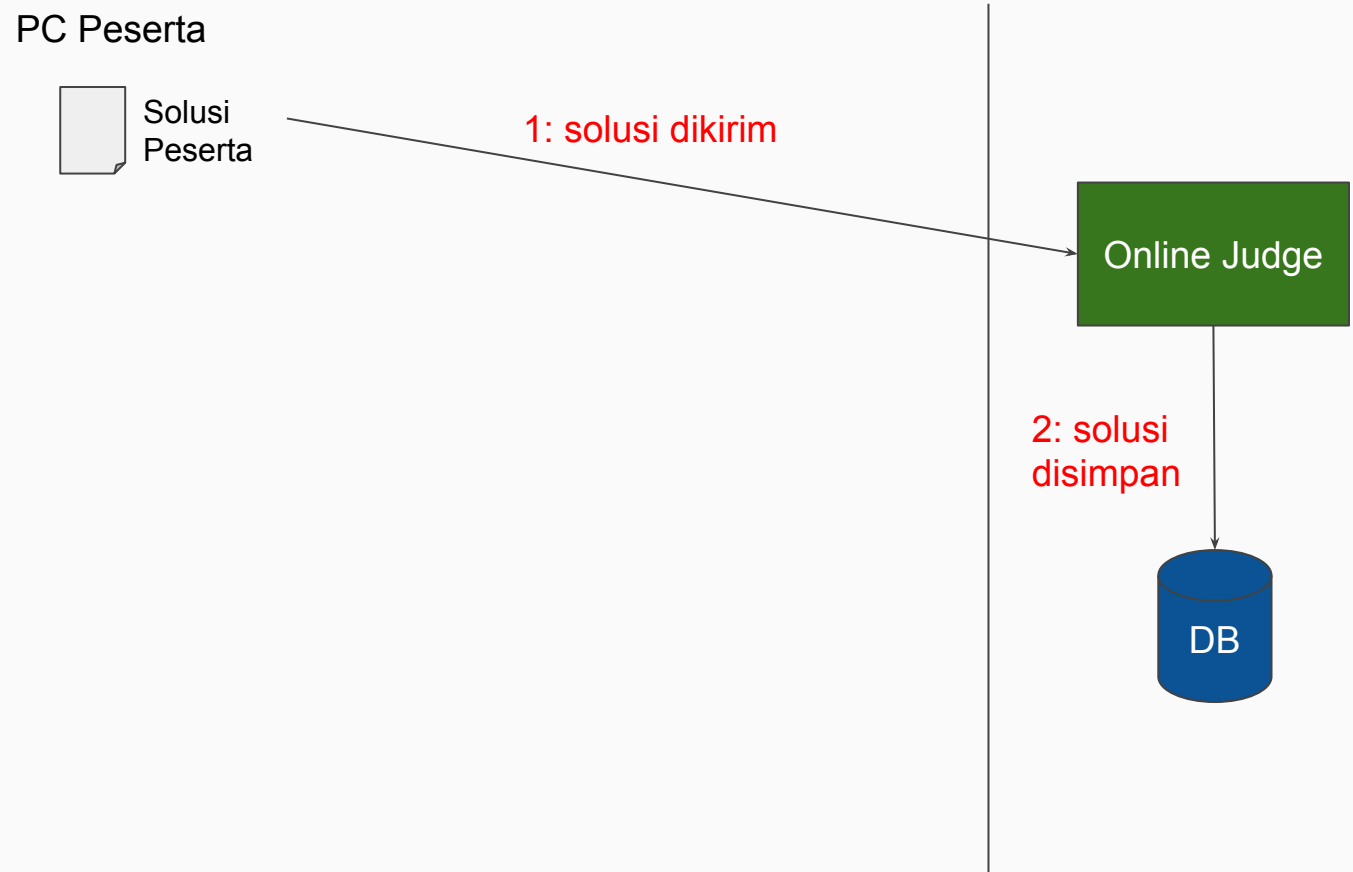 PC Peserta
Solusi
Peserta
1: solusi dikirim
Online Judge
2: solusi
disimpan
DB